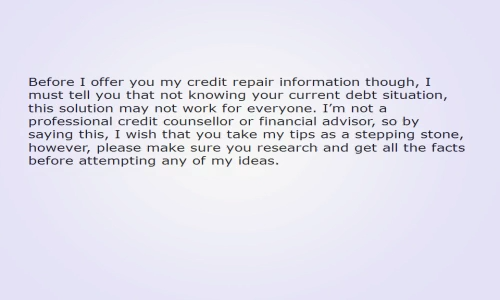 Before I offer you my credit repair information though, I
must tell you that not knowing your current debt situation,
this solution may not work for everyone. I'm not a
professional credit counsellor or financial advisor, so by
saying this, I wish that you take my tips as a stepping stone,
however, please make sure you research and get all the facts
before attempting any of my ideas.